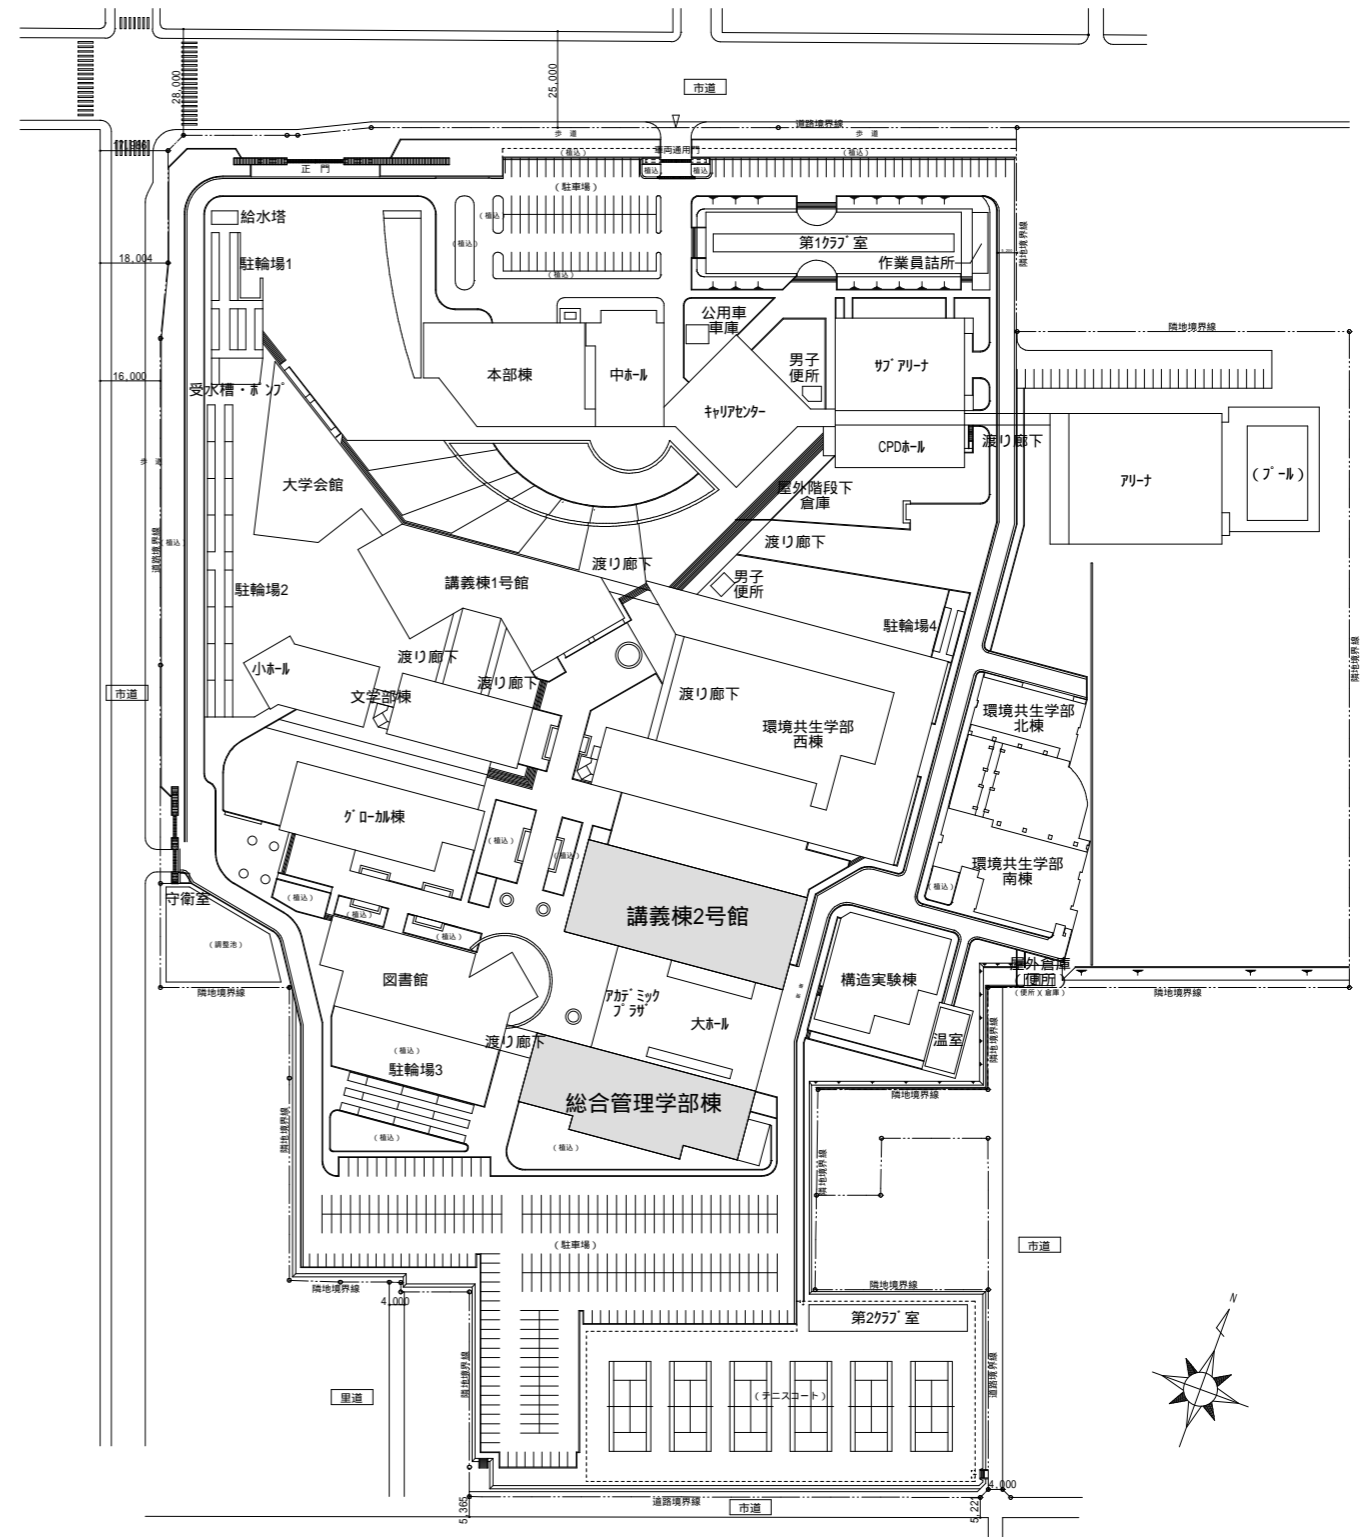 28,000
25,000
市道
道路境界線
歩 道
歩 道
車両通用門
(植込)
(植込)
正 門
植込
植込
(駐車場)
給水塔
(植込)
(植込)
第1ｸﾗﾌﾞ室
隣地境界線
18,004
駐輪場1
作業員詰所
(植込)
公用車
車庫
隣地境界線
16,000
受水槽・ﾎﾟﾝﾌﾟ
本部棟
中ﾎｰﾙ
男子
便所
ｻﾌﾞｱﾘｰﾅ
ｷｬﾘｱｾﾝﾀｰ
CPDﾎｰﾙ
渡り廊下
歩 道
大学会館
屋外階段下
倉庫
ｱﾘｰﾅ
(ﾌﾟｰﾙ)
道路境界線
(植込)
渡り廊下
渡り廊下
講義棟1号館
男子
便所
駐輪場2
駐輪場4
隣地境界線
小ﾎｰﾙ
渡り廊下
渡り廊下
文学部棟
渡り廊下
市道
環境共生学部
西棟
環境共生学部
北棟
ｸﾞﾛｰｶﾙ棟
(植込)
(植込)
環境共生学部
南棟
(植込)
守衛室
(植込)
(植込)
講義棟2号館
(植込)
(調整池)
図書館
ｱｶﾃﾞﾐｯｸ
ﾌﾟﾗｻﾞ
構造実験棟
屋外倉庫
便所
(便所)(倉庫)
隣地境界線
隣地境界線
大ﾎｰﾙ
渡り廊下
温室
隣地境界線
(植込)
駐輪場3
総合管理学部棟
隣地境界線
隣地境界線
(植込)
(植込)
隣地境界線
(駐車場)
市道
隣地境界線
隣地境界線
4,000
第2ｸﾗﾌﾞ室
N
隣地境界線
道路境界線
里道
(テニスコート)
4,000
5,365
道路境界線
市道
5,22